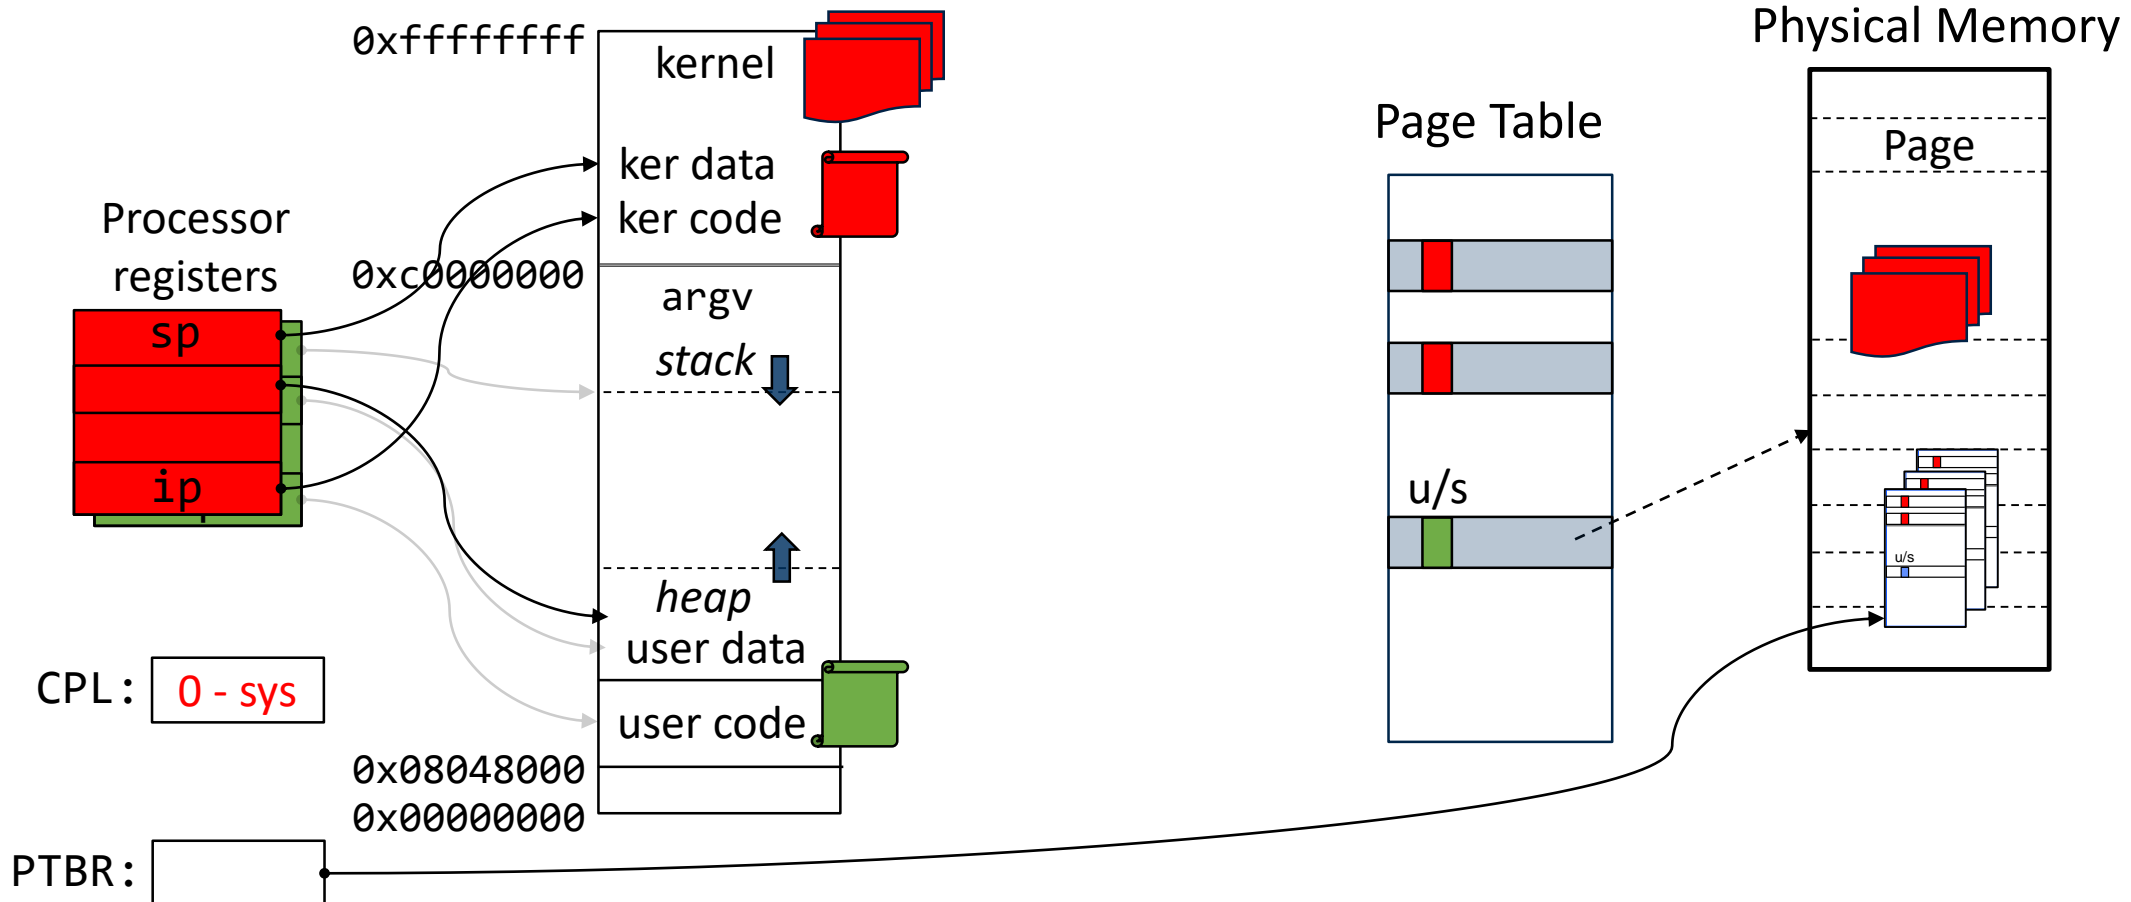 Physical Memory
0xffffffff
kernel
Page Table
Page
ker data
ker code
Processor
registers
0xc0000000
argv
sp
stack
ip
u/s
u/s
heap
user data
CPL:
0 - sys
user code
0x08048000
0x00000000
PTBR: